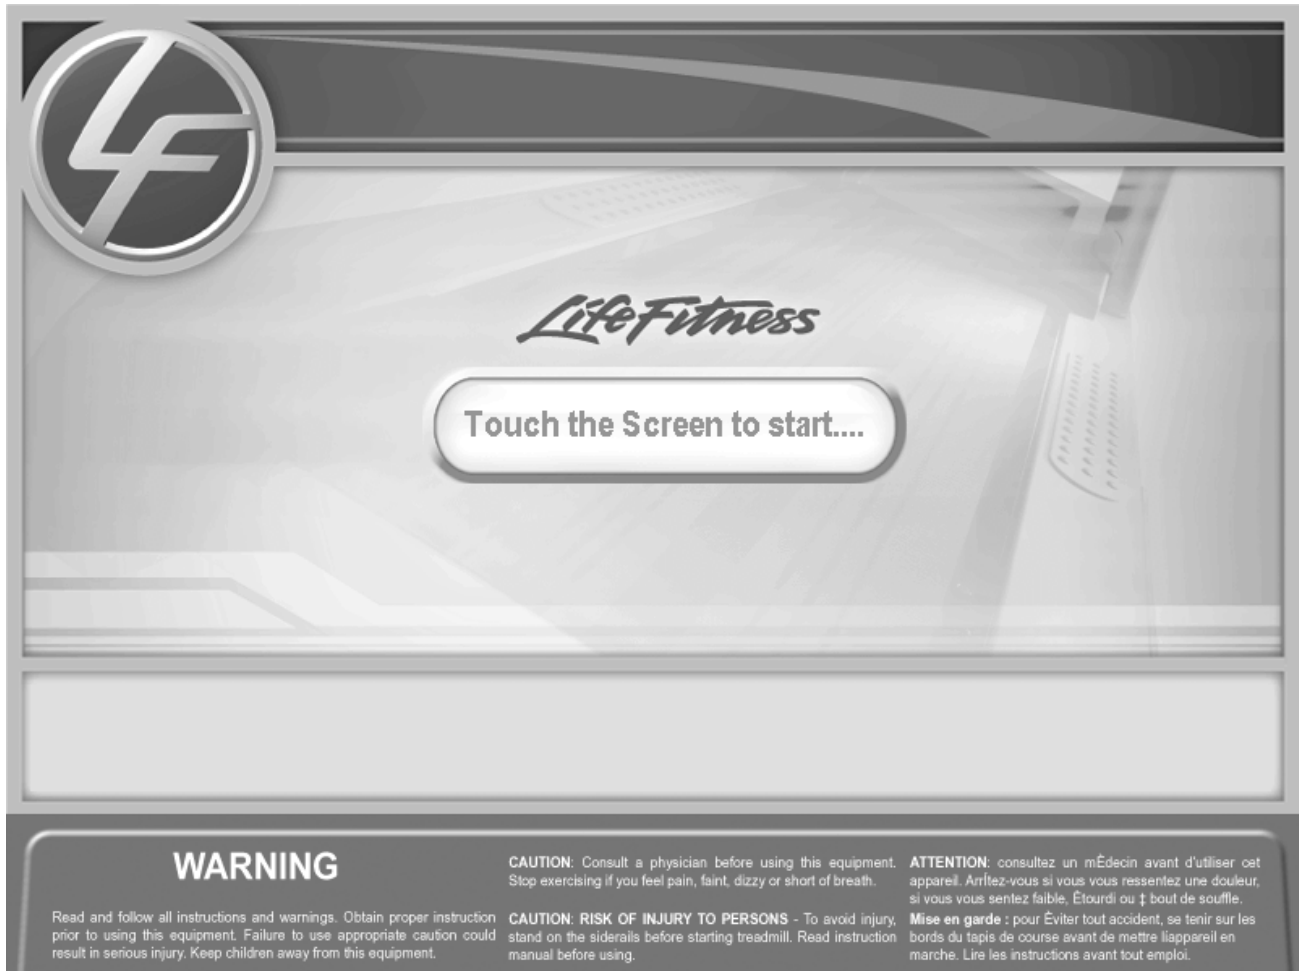 LF
LifeFitness
Touch the Screen to start....
WARNING
Read and follow all instructions and warnings. Obtain proper instruction
prior to using this equipment. Failure to use appropriate caution could
result in serious injury. Keep children away from this equipment.
CAUTION: Consult a physician before using this equipment.
Stop exercising if you feel pain, faint, dizzy or short of breath.
CAUTION: RISK OF INJURY TO PERSONS - To avoid injury,
stand on the siderails before starting treadmill. Read instruction
manual before using.
ATTENTION: consultez un mÈdecin avant d'utiliser cet
appareil. ArrÍtez-vous si vous vous ressentez une douleur,
si vous vous sentez faible, Ètourdi ou ‡ bout de souffle.
Mise en garde : pour Èviter tout accident, se tenir sur les
bords du tapis de course avant de mettre liappareil en
marche. Lire les instructions avant tout emploi.